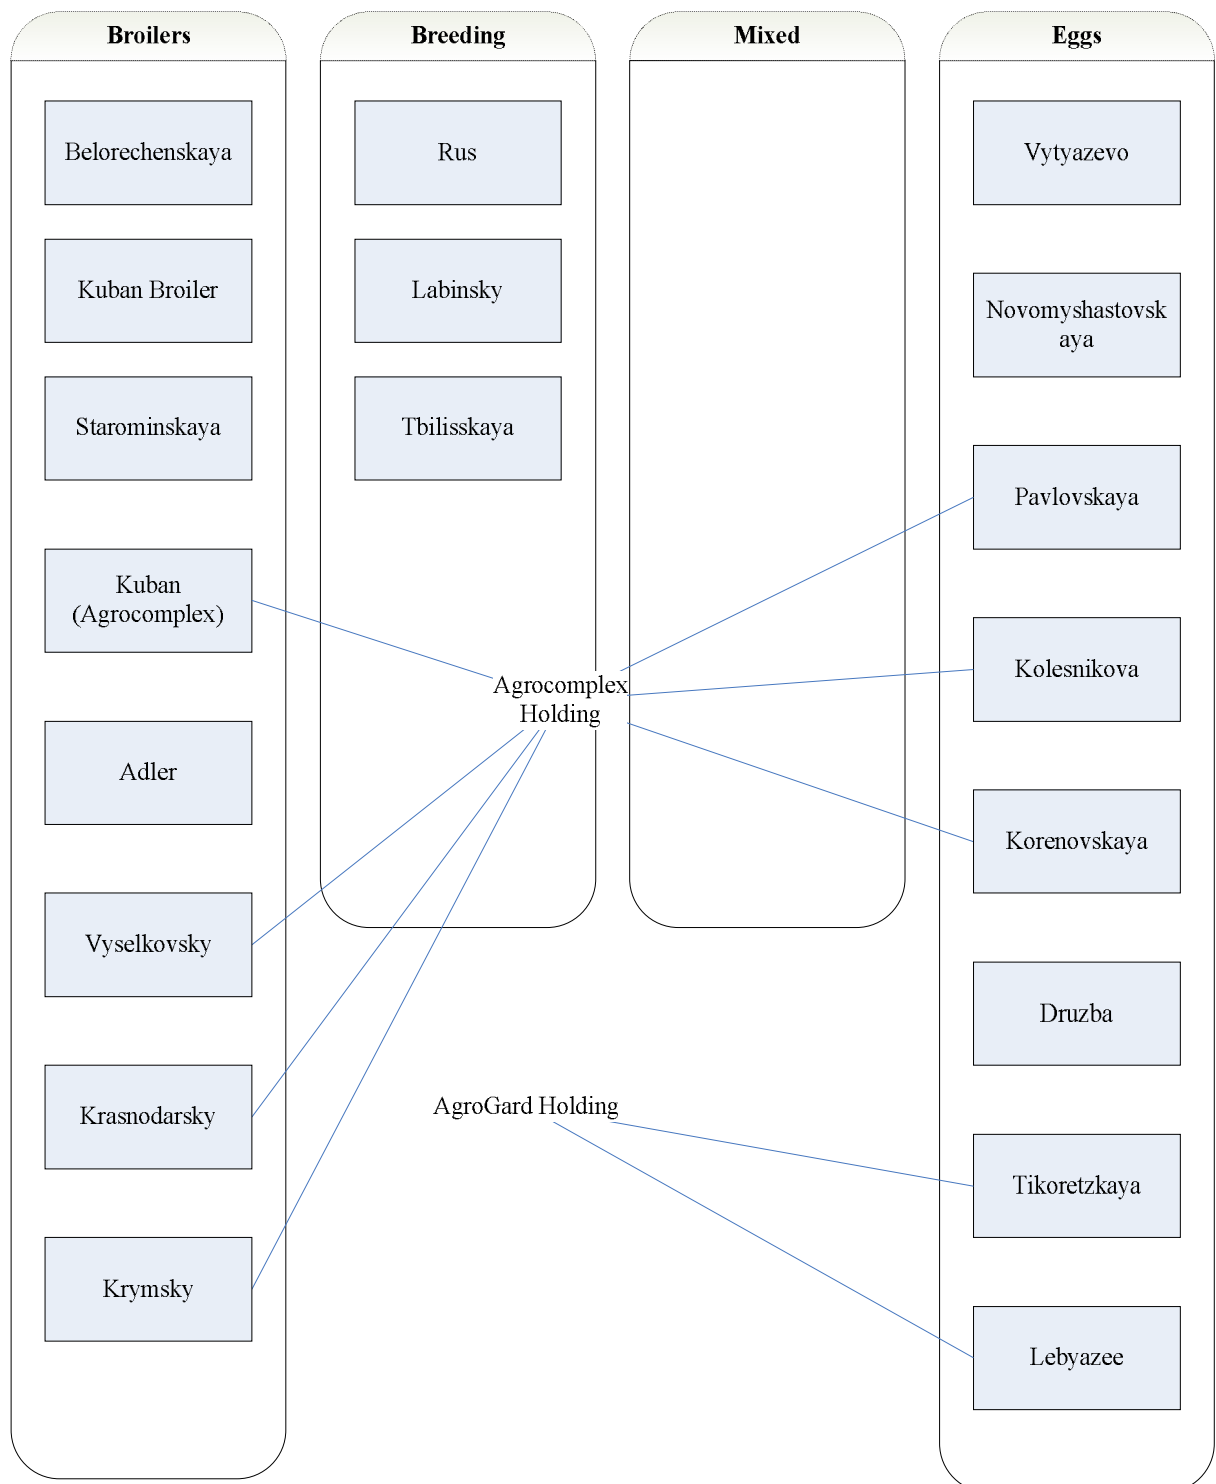 Broilers
Breeding
Mixed
Eggs
Belorechenskaya
Kuban Broiler
Starominskaya
Kuban
(Agrocomplex)
Adler
Vyselkovsky
Krasnodarsky
Krymsky
Rus
Labinsky
Tbilisskaya
Agrocomplex
Holding
AgroGard Holding
Vytyazevo
Novomyshastovsk
aya
Pavlovskaya
Kolesnikova
Korenovskaya
Druzba
Tikoretzkaya
Lebyazee